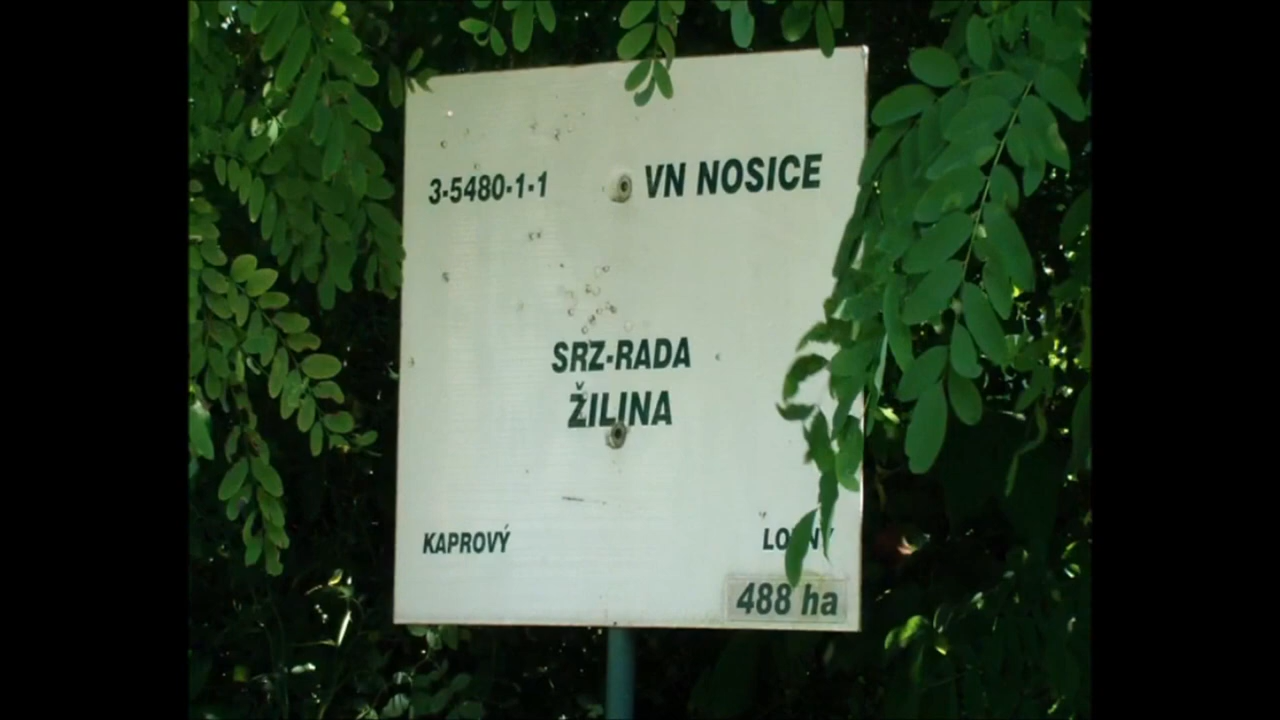 3-5480-1-1 VN NOSICE
SRZ-RADA
ŽILINA
KAPROVÝ
488 ha